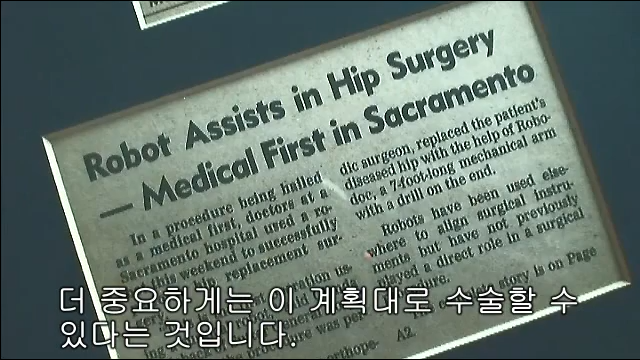 Robot Assists in Hip Surgery
— Medical First in Sacramento
In a procedure being hailed
as a medical first, doctors at a
Sacramento hospital used a ro-
this weekend to successfully
replacement sur-
dic surgeon, replaced the patient's
diseased hip with the help of Robo-
doc, a 7-foot-long mechanical arm
with a drill on the end.
Robots have been used else-
where to align surgical instru-
ments but have not previously
played a direct role in a surgical
story is on Page
A2.
더 중요하게는 이 계획대로 수술할 수
있다는 것입니다.